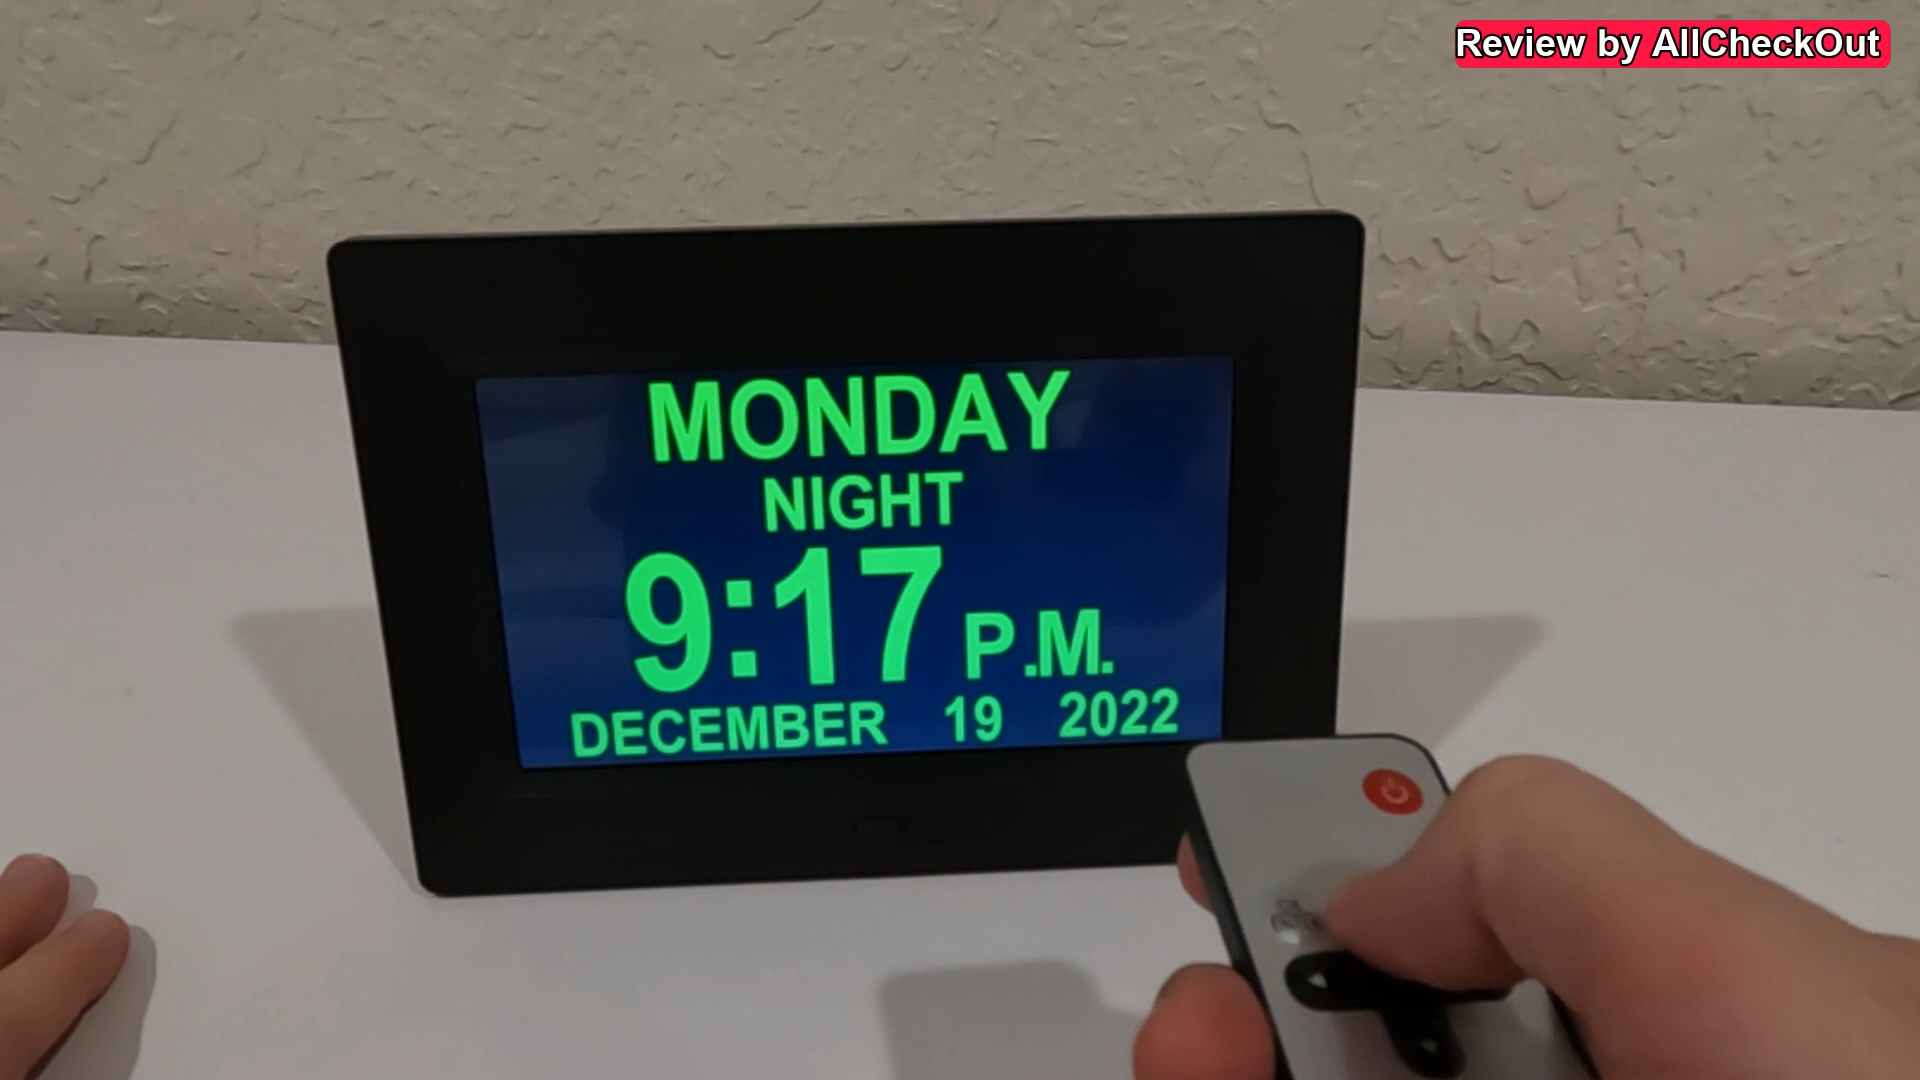 Review by AllCheckOut
MONDAY
NIGHT
9:17 P.M.
DECEMBER 19 2022